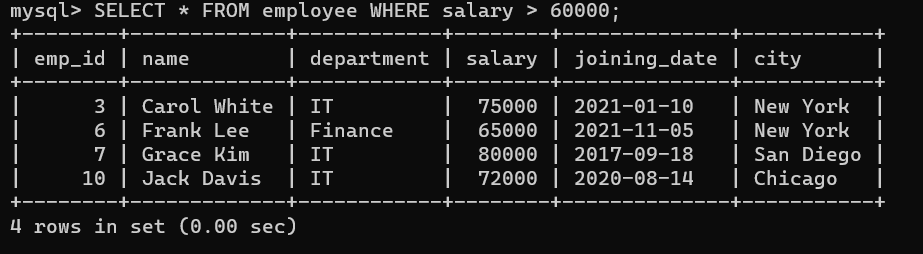 mysql> SELECT * FROM employee WHERE salary > 60000;
+--------+-------------+------------+--------+--------------+-----------+
| emp_id | name        | department | salary | joining_date | city      |
+--------+-------------+------------+--------+--------------+-----------+
|      3 | Carol White | IT         |  75000 | 2021-01-10   | New York  |
|      6 | Frank Lee   | Finance    |  65000 | 2021-11-05   | New York  |
|      7 | Grace Kim   | IT         |  80000 | 2017-09-18   | San Diego |
|     10 | Jack Davis  | IT         |  72000 | 2020-08-14   | Chicago   |
+--------+-------------+------------+--------+--------------+-----------+
4 rows in set (0.00 sec)